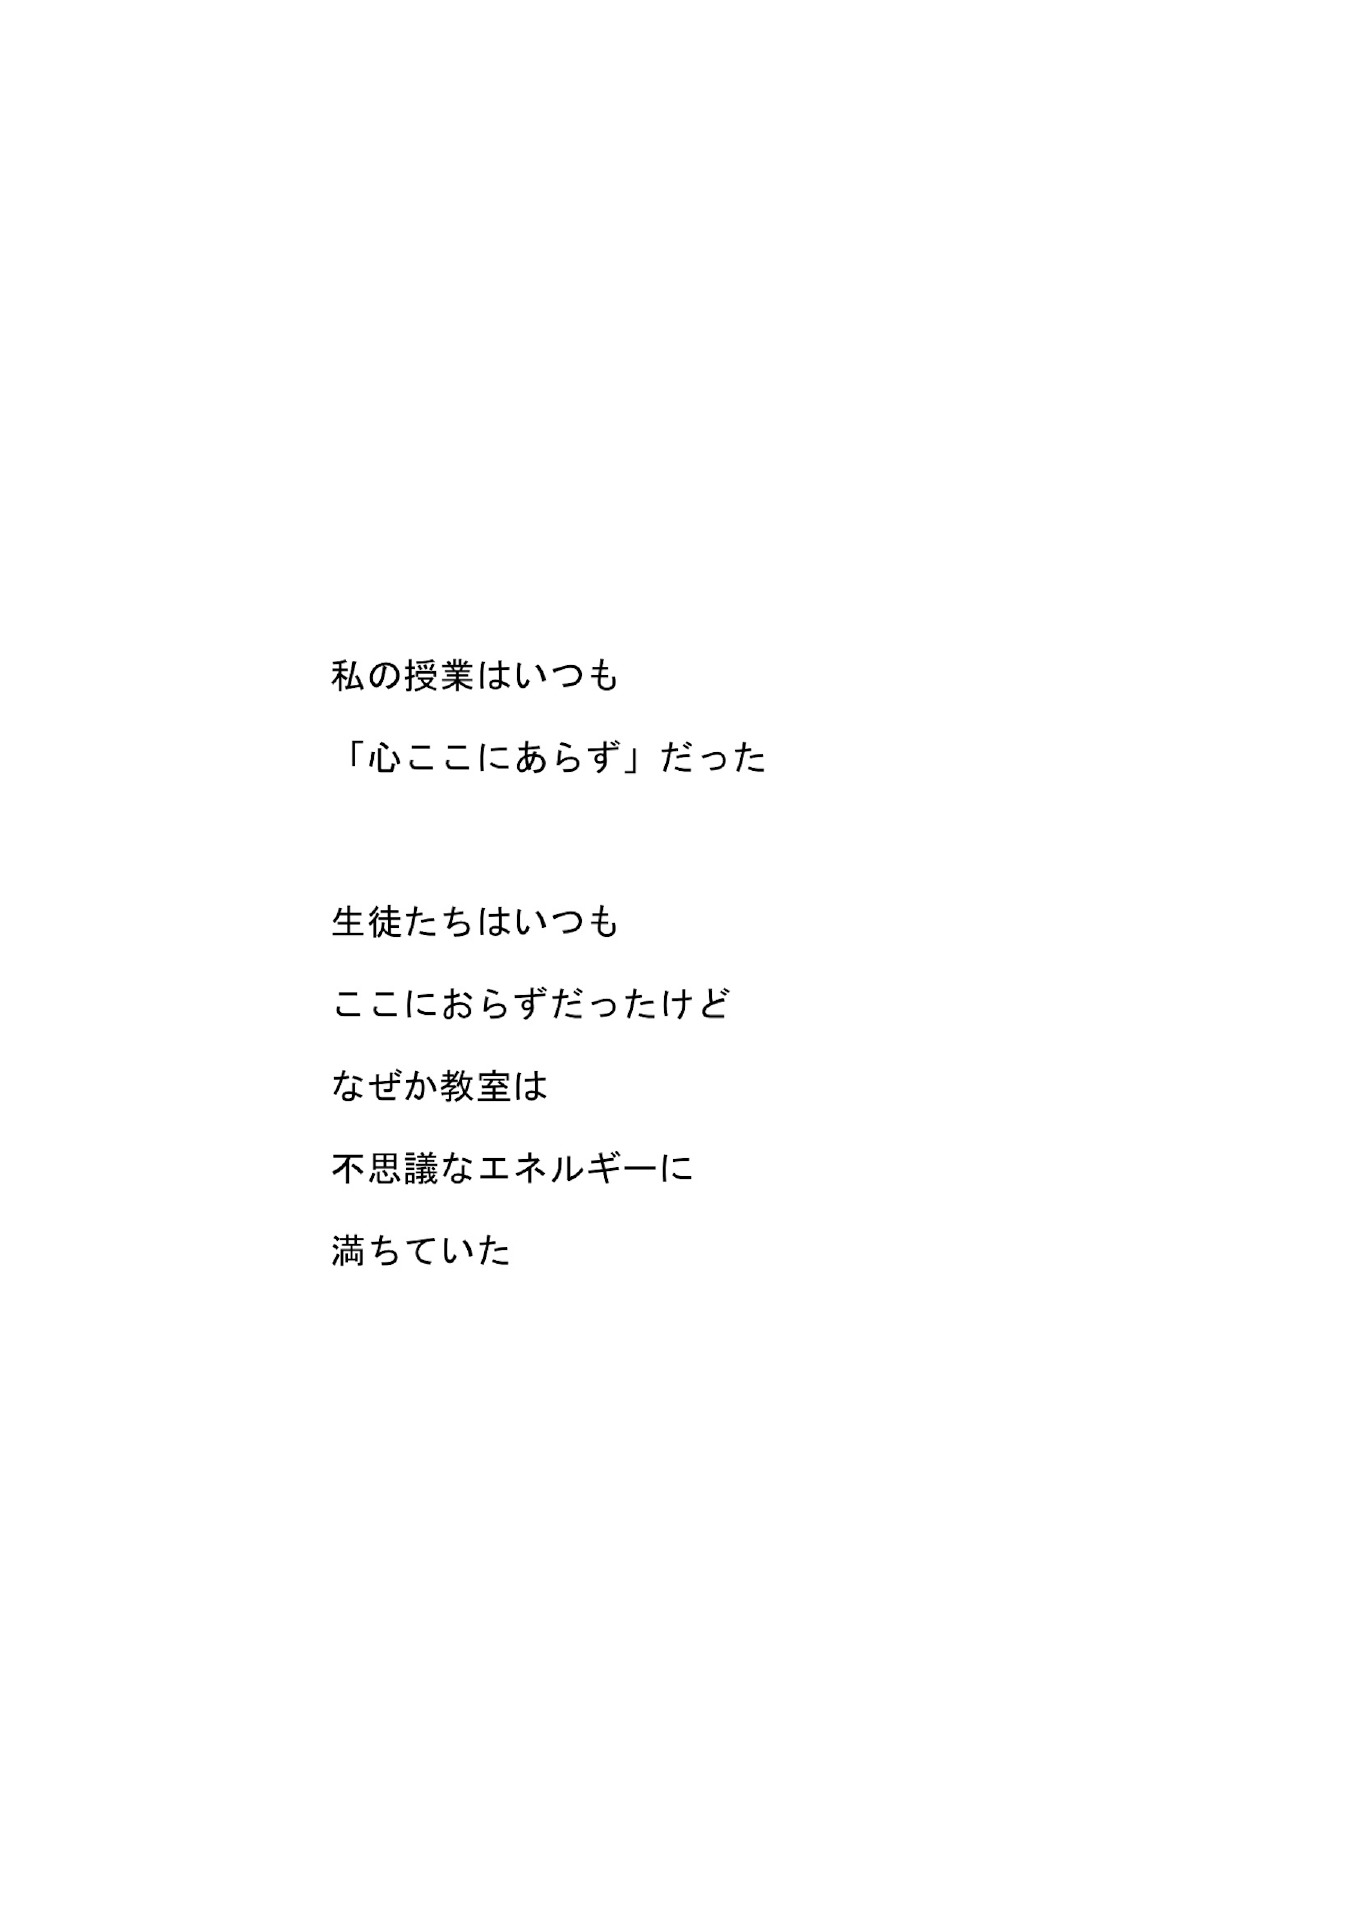 私の授業はいつも
「心ここにあらず」だった
生徒たちはいつも
ここにおらずだったけど
なぜか教室は
不思議なエネルギーに
満ちていた